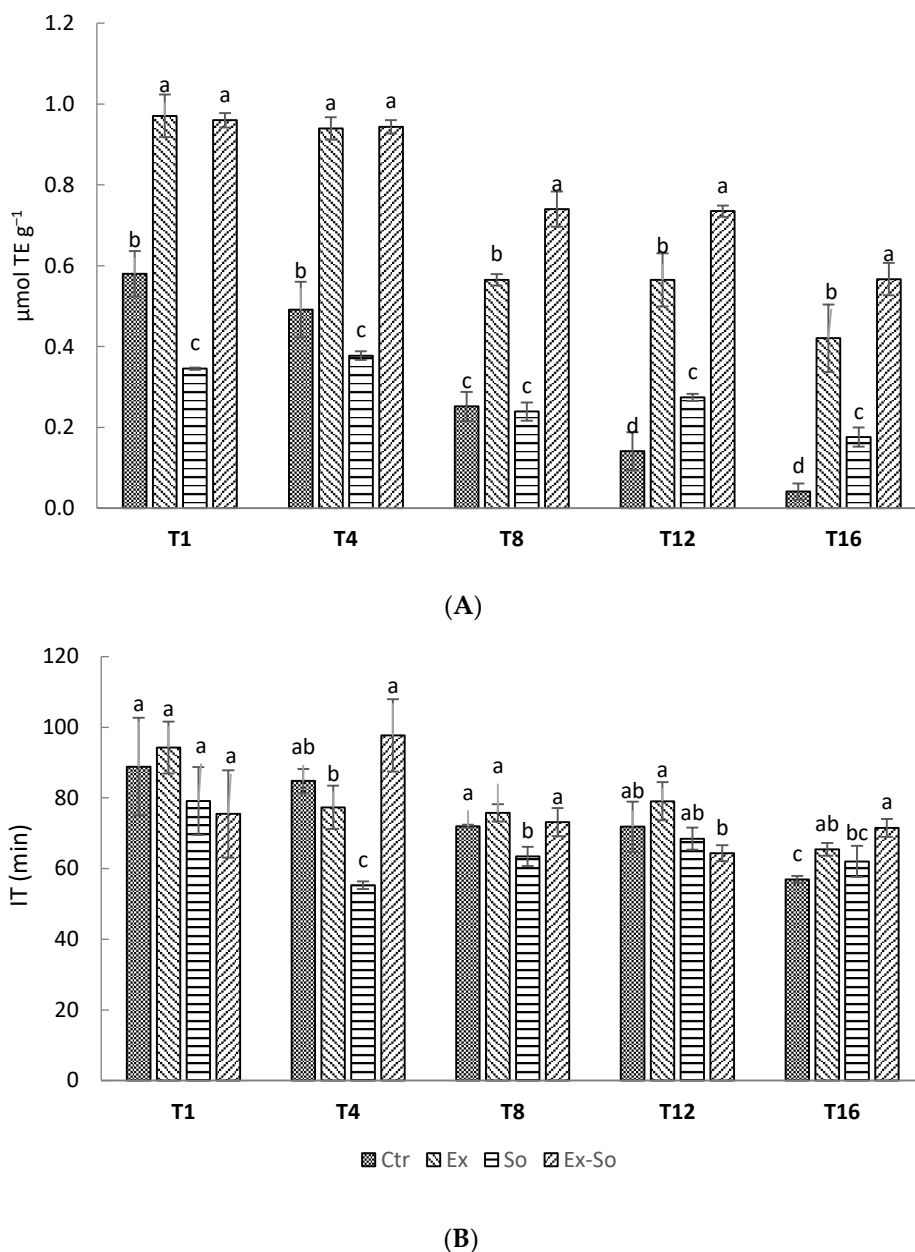 1.2
1.0
0.8
0.6
0.4
0.2
0.0
µmol TE g⁻¹
b a c a
b a c a
c b c a
d b c a
d b c a
T1 T4 T8 T12 T16
(A)
120
100
80
60
40
20
0
IT (min)
a a a a
ab b c a
a a b a
ab a ab b
c ab bc a
T1 T4 T8 T12 T16
Ctr Ex So Ex-So
(B)